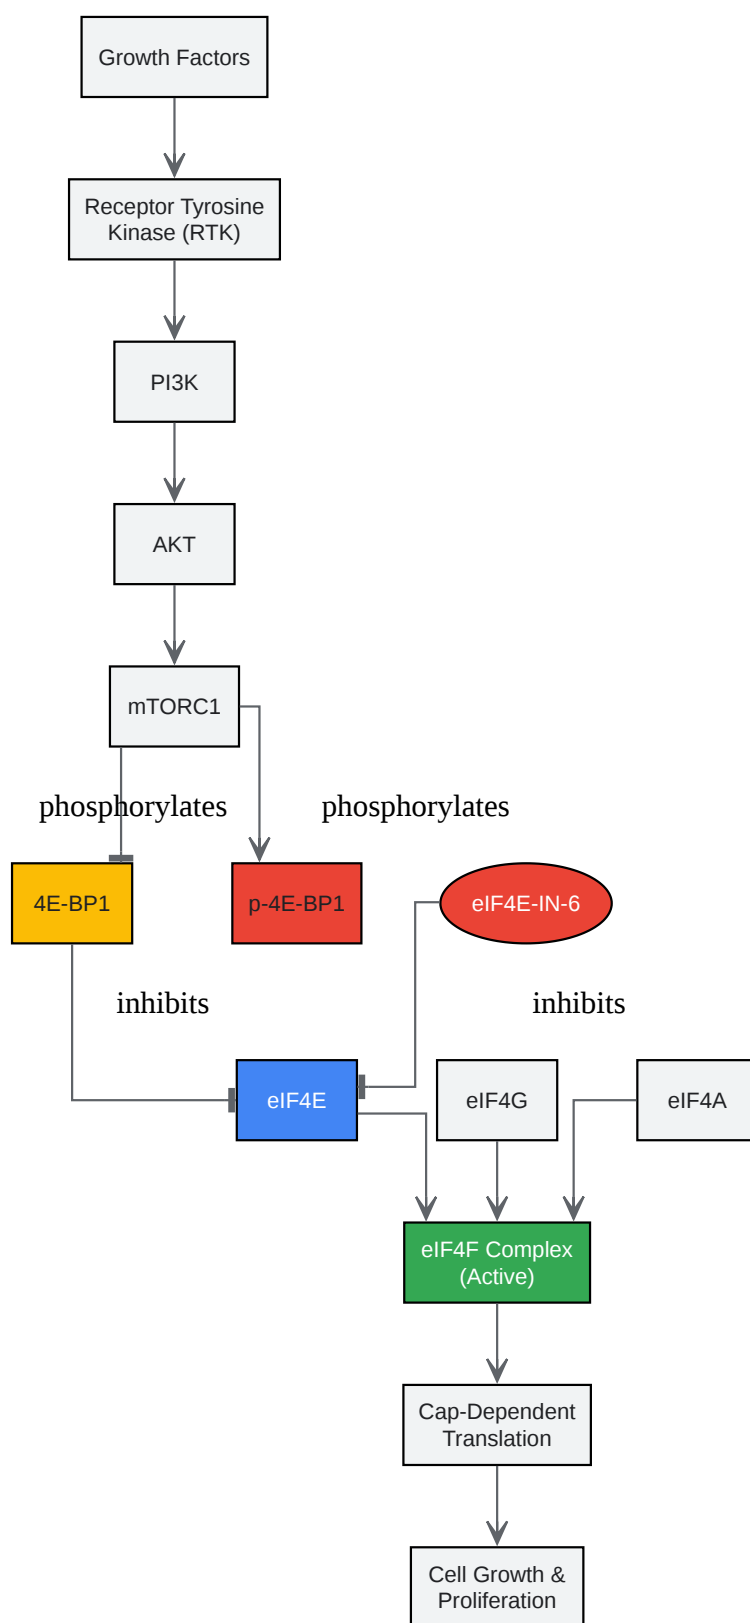 Growth Factors
Receptor Tyrosine
Kinase (RTK)
PI3K
AKT
mTORC1
phosphorylates
phosphorylates
4E-BP1
p-4E-BP1
eIF4E-IN-6
inhibits
inhibits
eIF4E
eIF4G
eIF4A
eIF4F Complex
(Active)
Cap-Dependent
Translation
Cell Growth &
Proliferation